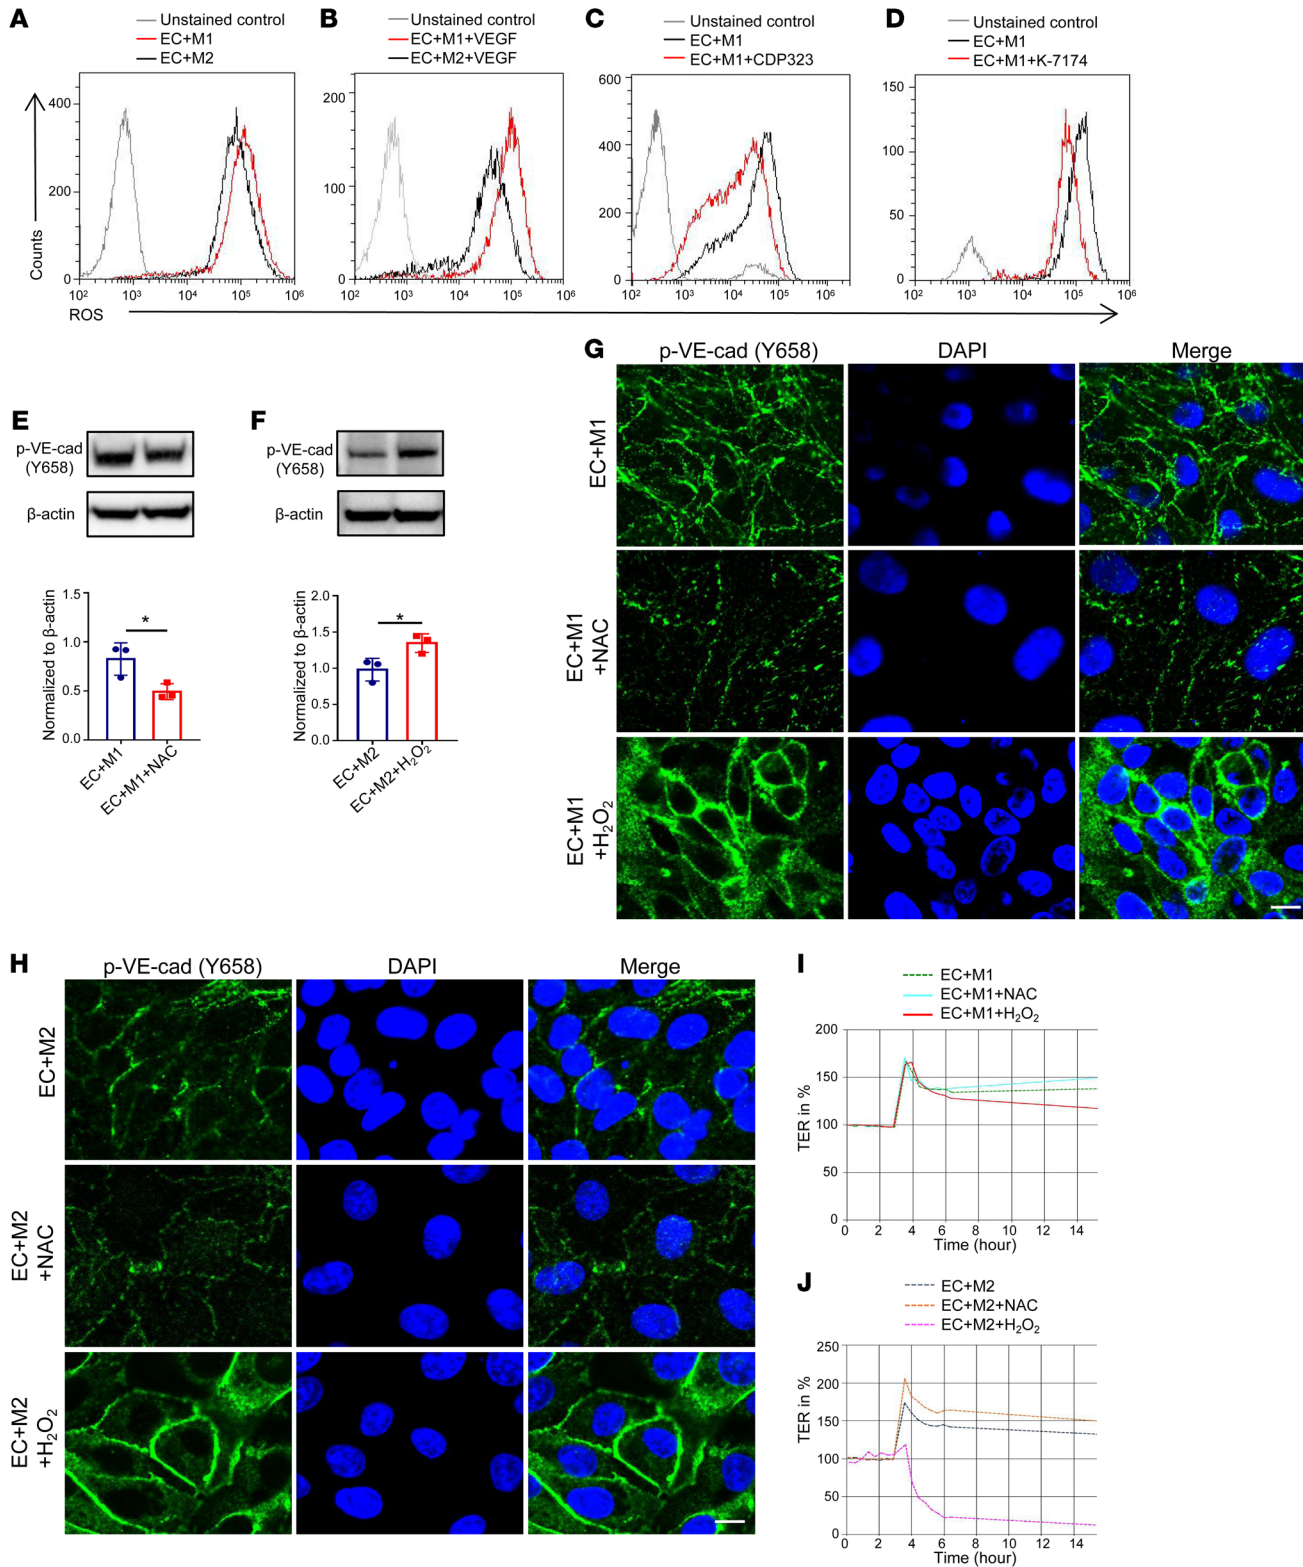 A
Unstained control
EC+M1
EC+M2
B
Unstained control
EC+M1+VEGF
EC+M2+VEGF
C
Unstained control
EC+M1
EC+M1+CDP323
D
Unstained control
EC+M1
EC+M1+K-7174
Counts
400
200
0
10² 10³ 10⁴ 10⁵ 10⁶
200
100
0
10² 10³ 10⁴ 10⁵ 10⁶
600
400
200
0
10² 10³ 10⁴ 10⁵ 10⁶
150
100
50
0
10² 10³ 10⁴ 10⁵ 10⁶
ROS
E
p-VE-cad
(Y658)
β-actin
Normalized to β-actin
1.5
1.0
0.5
0.0
*
EC+M1
EC+M1+NAC
F
p-VE-cad
(Y658)
β-actin
Normalized to β-actin
2.0
1.5
1.0
0.5
0.0
*
EC+M2
EC+M2+H₂O₂
G
p-VE-cad (Y658) DAPI Merge
EC+M1
EC+M1
+NAC
EC+M1
+H₂O₂
H
p-VE-cad (Y658) DAPI Merge
EC+M2
EC+M2
+NAC
EC+M2
+H₂O₂
I
EC+M1
EC+M1+NAC
EC+M1+H₂O₂
TER in %
200
150
100
50
0
0 2 4 6 8 10 12 14
Time (hour)
J
EC+M2
EC+M2+NAC
EC+M2+H₂O₂
TER in %
250
200
150
100
50
0
0 2 4 6 8 10 12 14
Time (hour)